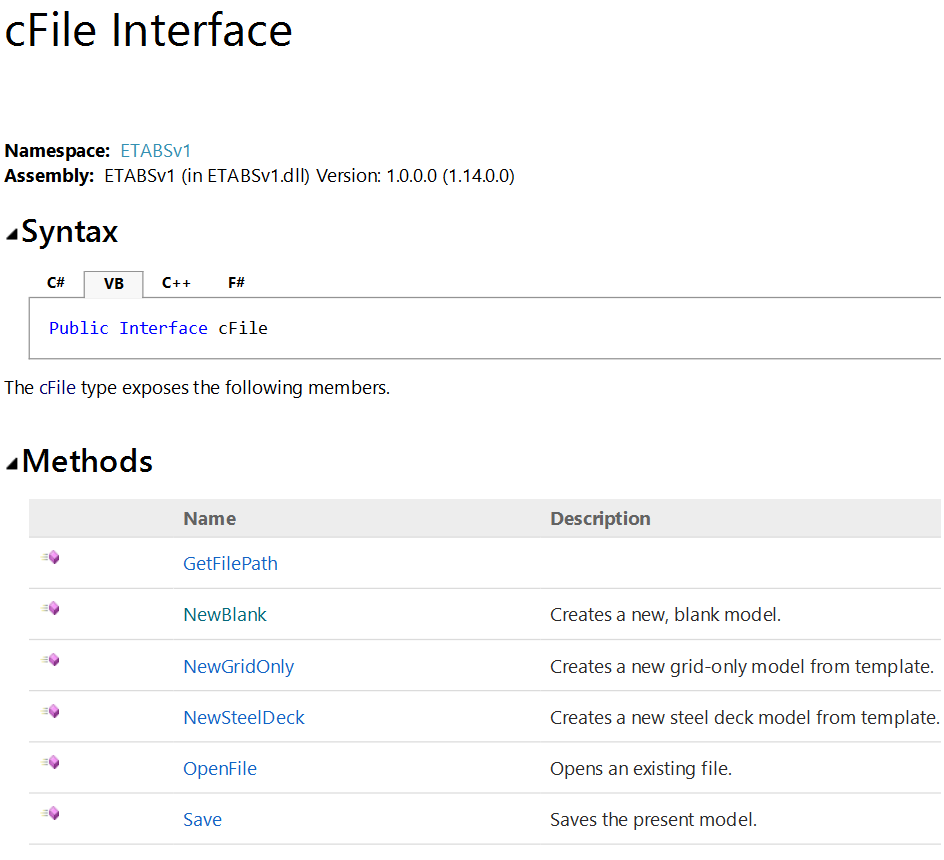 cFile Interface
Namespace: ETABSv1
Assembly: ETABSv1 (in ETABSv1.dll) Version: 1.0.0.0 (1.14.0.0)
Syntax
C# VB C++ F#
Public Interface cFile
The cFile type exposes the following members.
Methods
Name Description
GetFilePath
NewBlank Creates a new, blank model.
NewGridOnly Creates a new grid-only model from template.
NewSteelDeck Creates a new steel deck model from template.
OpenFile Opens an existing file.
Save Saves the present model.